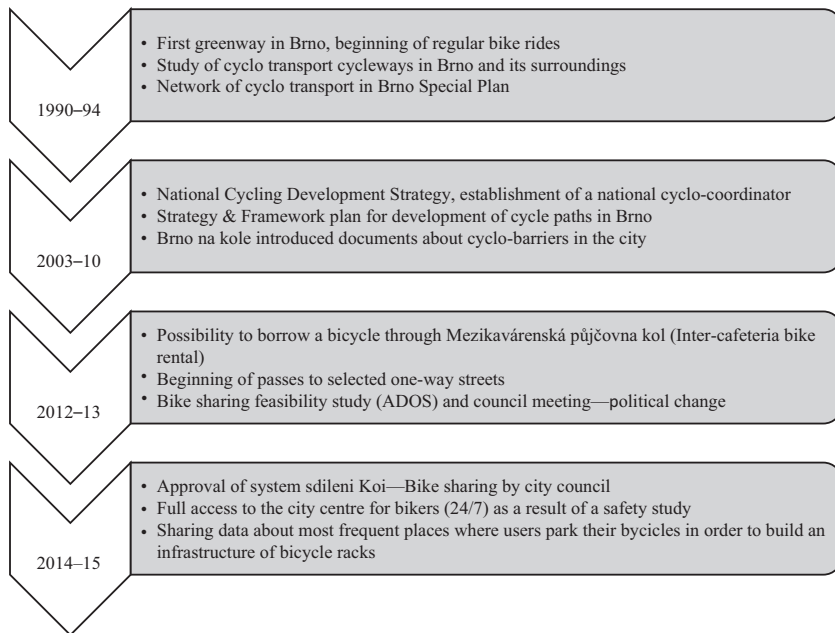 1990–94
• First greenway in Brno, beginning of regular bike rides
• Study of cyclo transport cycleways in Brno and its surroundings
• Network of cyclo transport in Brno Special Plan
2003–10
• National Cycling Development Strategy, establishment of a national cyclo-coordinator
• Strategy & Framework plan for development of cycle paths in Brno
• Brno na kole introduced documents about cyclo-barriers in the city
2012–13
• Possibility to borrow a bicycle through Mezikavárenská půjčovna kol (Inter-cafeteria bike
rental)
• Beginning of passes to selected one-way streets
• Bike sharing feasibility study (ADOS) and council meeting—political change
2014–15
• Approval of system sdileni Koi—Bike sharing by city council
• Full access to the city centre for bikers (24/7) as a result of a safety study
• Sharing data about most frequent places where users park their bycicles in order to build an
infrastructure of bicycle racks